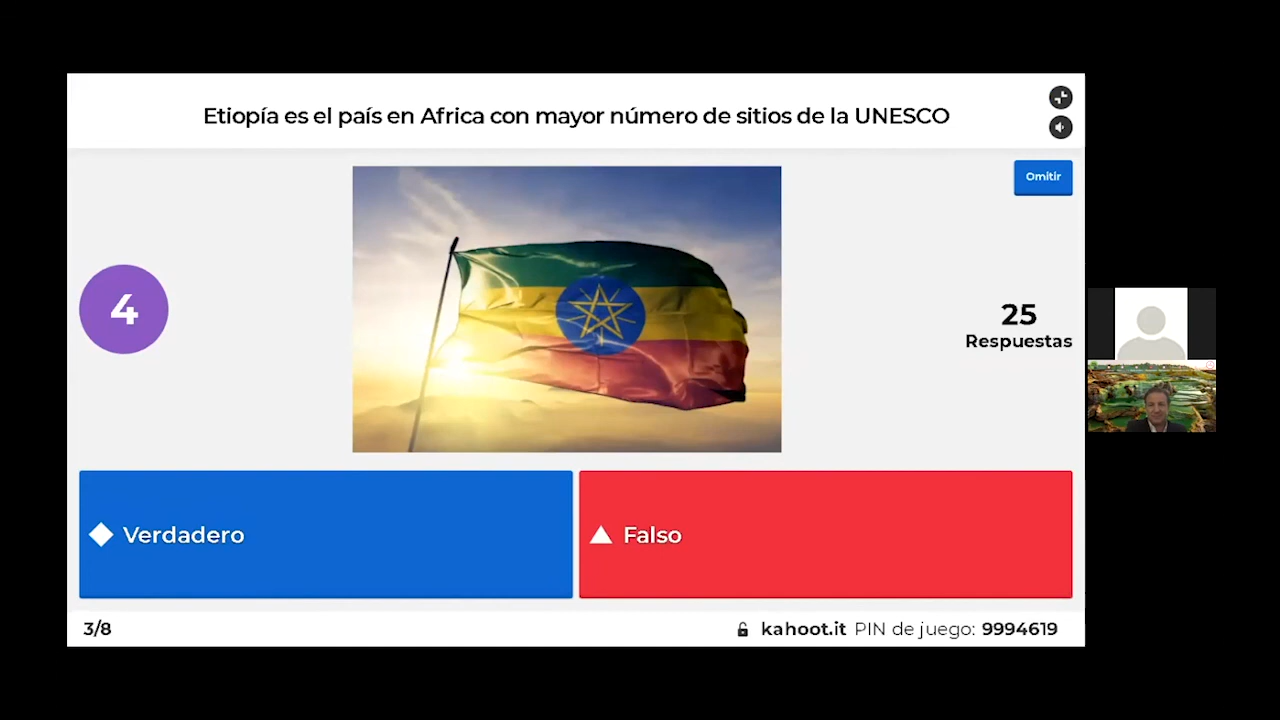 Etiopía es el país en Africa con mayor número de sitios de la UNESCO
Omitir
4
25
Respuestas
Verdadero
Falso
3/8
kahoot.it PIN de juego: 9994619